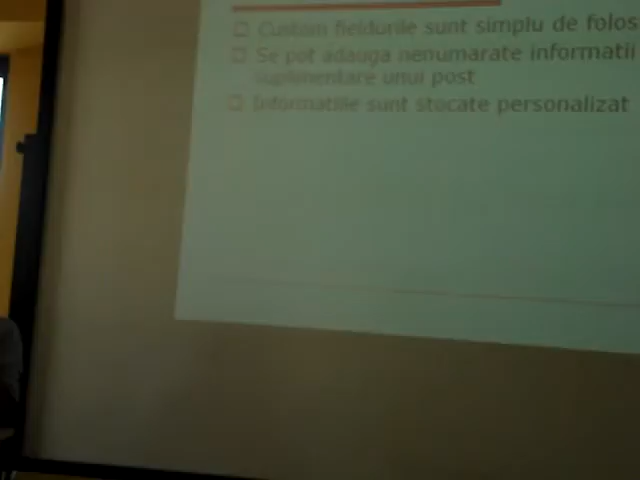 Custom fieldurile sunt simplu de folos
Se pot adauga nenumarate informatii
suplimentare unui post
Informatiile sunt stocate personalizat